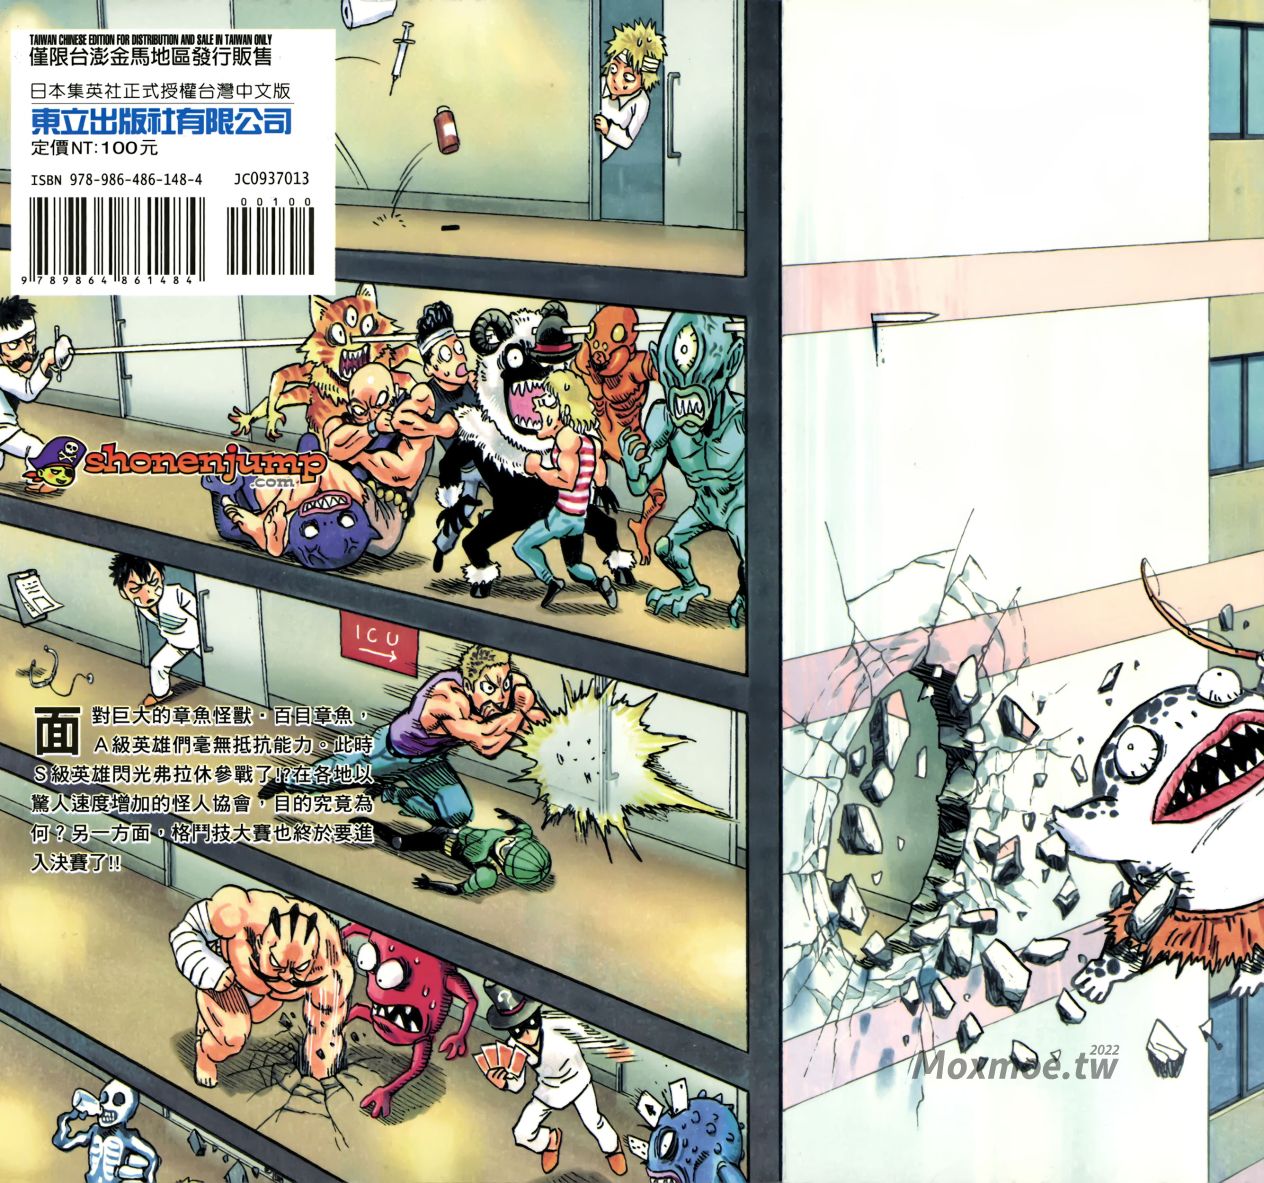 TAIWAN CHINESE EDITION FOR DISTRIBUTION AND SALE IN TAIWAN ONLY
僅限台澎金馬地區發行販售
日本集英社正式授權台灣中文版
東立出版社有限公司
定價NT:100元
ISBN 978-986-486-148-4 JC0937013
00100
9 789864 861484
shonenjump
.com
ICU
面對巨大的章魚怪獸・百目章魚，
A級英雄們毫無抵抗能力。此時
S級英雄閃光弗拉休參戰了!?在各地以
驚人速度增加的怪人協會，目的究竟為
何？另一方面，格鬥技大賽也終於要進
入決賽了!!
?
2022
Moxmoe.tw